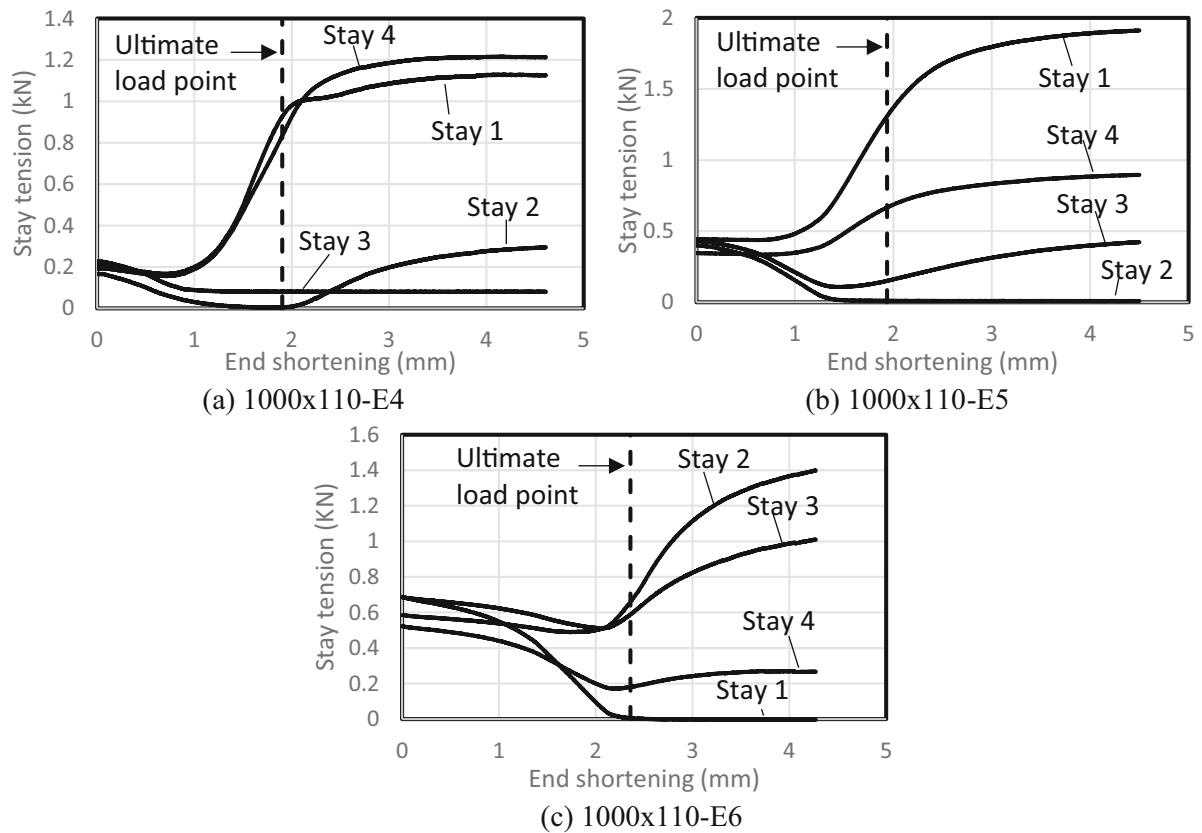 1.4
1.2
1
0.8
0.6
0.4
0.2
0
Stay tension (kN)
Ultimate
load point
Stay 4
Stay 1
Stay 2
Stay 3
0 1 2 3 4 5
End shortening (mm)
(a) 1000x110-E4
2
1.5
1
0.5
0
Stay tension (kN)
Ultimate
load point
Stay 1
Stay 4
Stay 3
Stay 2
0 1 2 3 4 5
End shortening (mm)
(b) 1000x110-E5
1.6
1.4
1.2
1
0.8
0.6
0.4
0.2
0
Stay tension (KN)
Ultimate
load point
Stay 2
Stay 3
Stay 4
Stay 1
0 1 2 3 4 5
End shortening (mm)
(c) 1000x110-E6